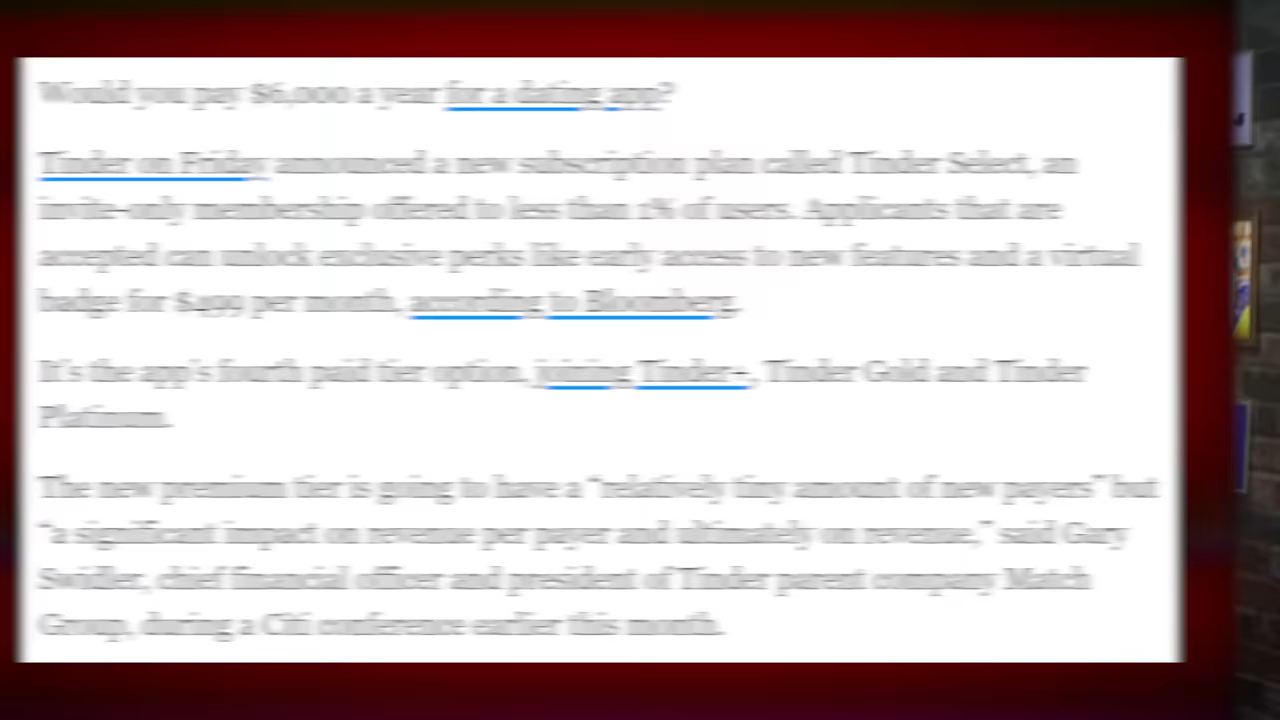 Would you pay $6,000 a year for a dating app?
Tinder on Friday announced a new subscription plan called Tinder Select, an
invite-only membership offered to less than 1% of users. Applicants that are
accepted can unlock exclusive perks like early access to new features and a virtual
badge for $499 per month, according to Bloomberg.
It's the app's fourth paid tier option, joining Tinder+, Tinder Gold and Tinder
Platinum.
The new premium tier is going to have a "relatively tiny amount of new payers" but
"a significant impact on revenue per payer and ultimately on revenue," said Gary
Swidler, chief financial officer and president of Tinder parent company Match
Group, during a Citi conference earlier this month.